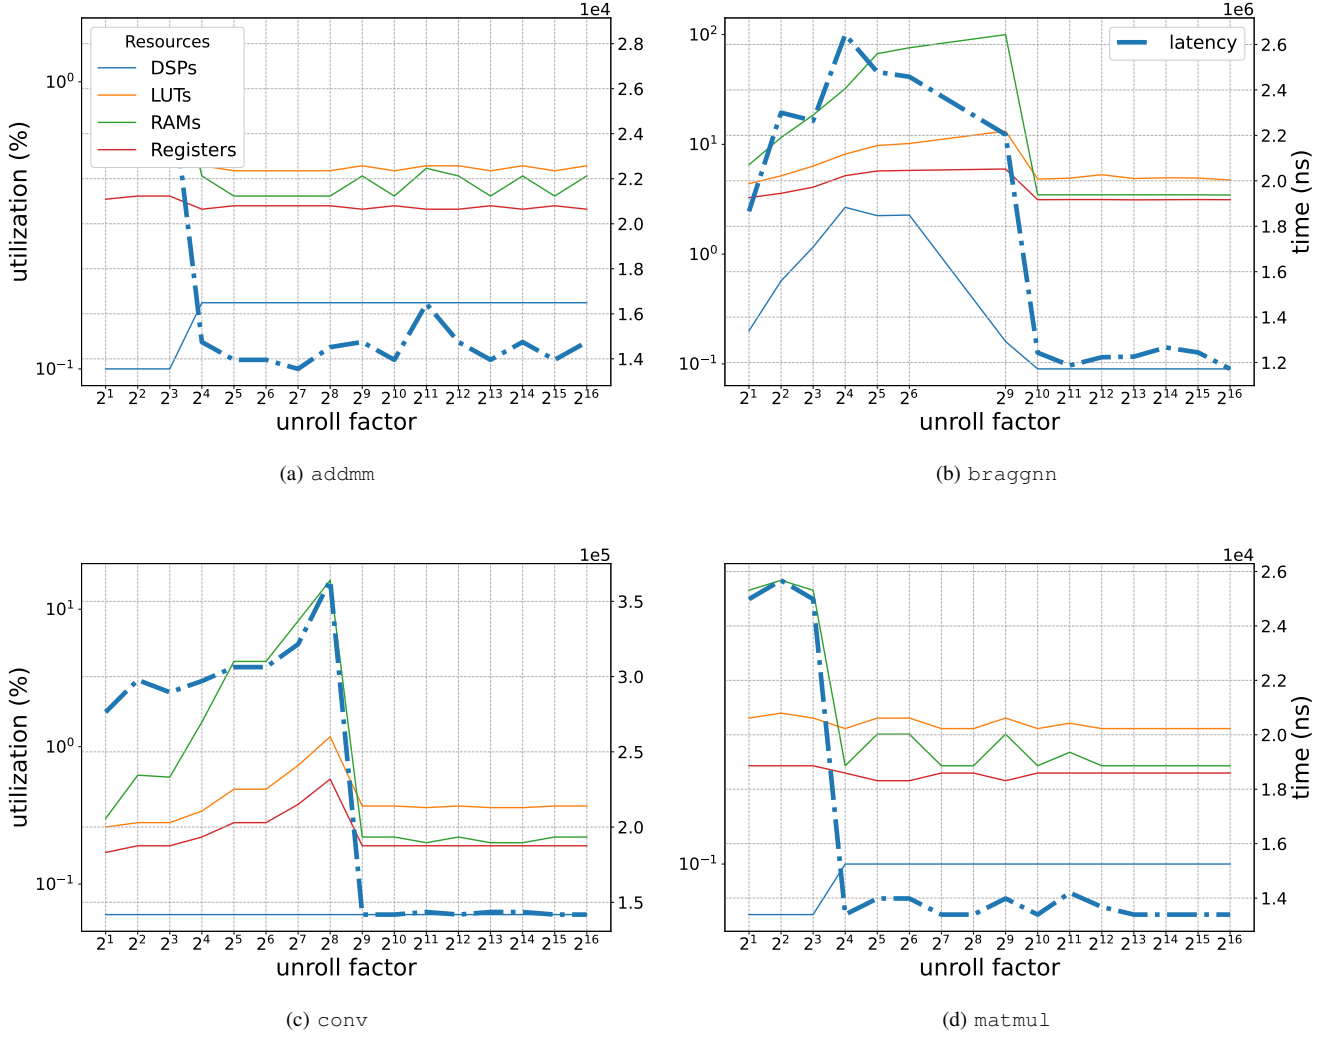 1e4
Resources
DSPs
LUTs
RAMs
Registers
10⁰
10⁻¹
utilization (%)
2.8
2.6
2.4
2.2
2.0
1.8
1.6
1.4
2¹ 2² 2³ 2⁴ 2⁵ 2⁶ 2⁷ 2⁸ 2⁹ 2¹⁰ 2¹¹ 2¹² 2¹³ 2¹⁴ 2¹⁵ 2¹⁶
unroll factor
(a) addmm
1e6
latency
10²
10¹
10⁰
10⁻¹
2.6
2.4
2.2
2.0
1.8
1.6
1.4
1.2
time (ns)
2¹ 2² 2³ 2⁴ 2⁵ 2⁶ 2⁹ 2¹⁰ 2¹¹ 2¹² 2¹³ 2¹⁴ 2¹⁵ 2¹⁶
unroll factor
(b) braggnn
1e5
10¹
10⁰
10⁻¹
utilization (%)
3.5
3.0
2.5
2.0
1.5
2¹ 2² 2³ 2⁴ 2⁵ 2⁶ 2⁷ 2⁸ 2⁹ 2¹⁰ 2¹¹ 2¹² 2¹³ 2¹⁴ 2¹⁵ 2¹⁶
unroll factor
(c) conv
1e4
10⁻¹
2.6
2.4
2.2
2.0
1.8
1.6
1.4
time (ns)
2¹ 2² 2³ 2⁴ 2⁵ 2⁶ 2⁷ 2⁸ 2⁹ 2¹⁰ 2¹¹ 2¹² 2¹³ 2¹⁴ 2¹⁵ 2¹⁶
unroll factor
(d) matmul